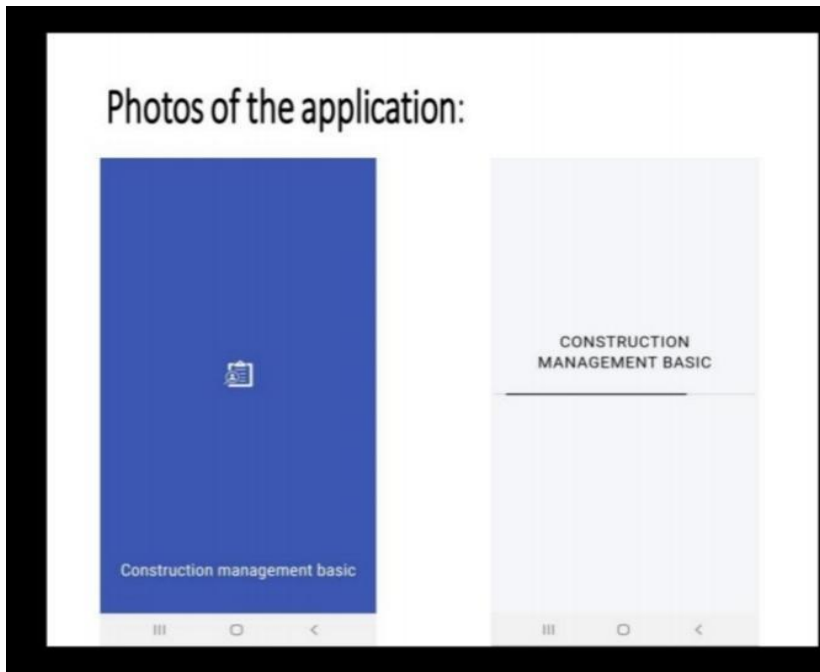 Photos of the application:
Construction management basic
CONSTRUCTION
MANAGEMENT BASIC